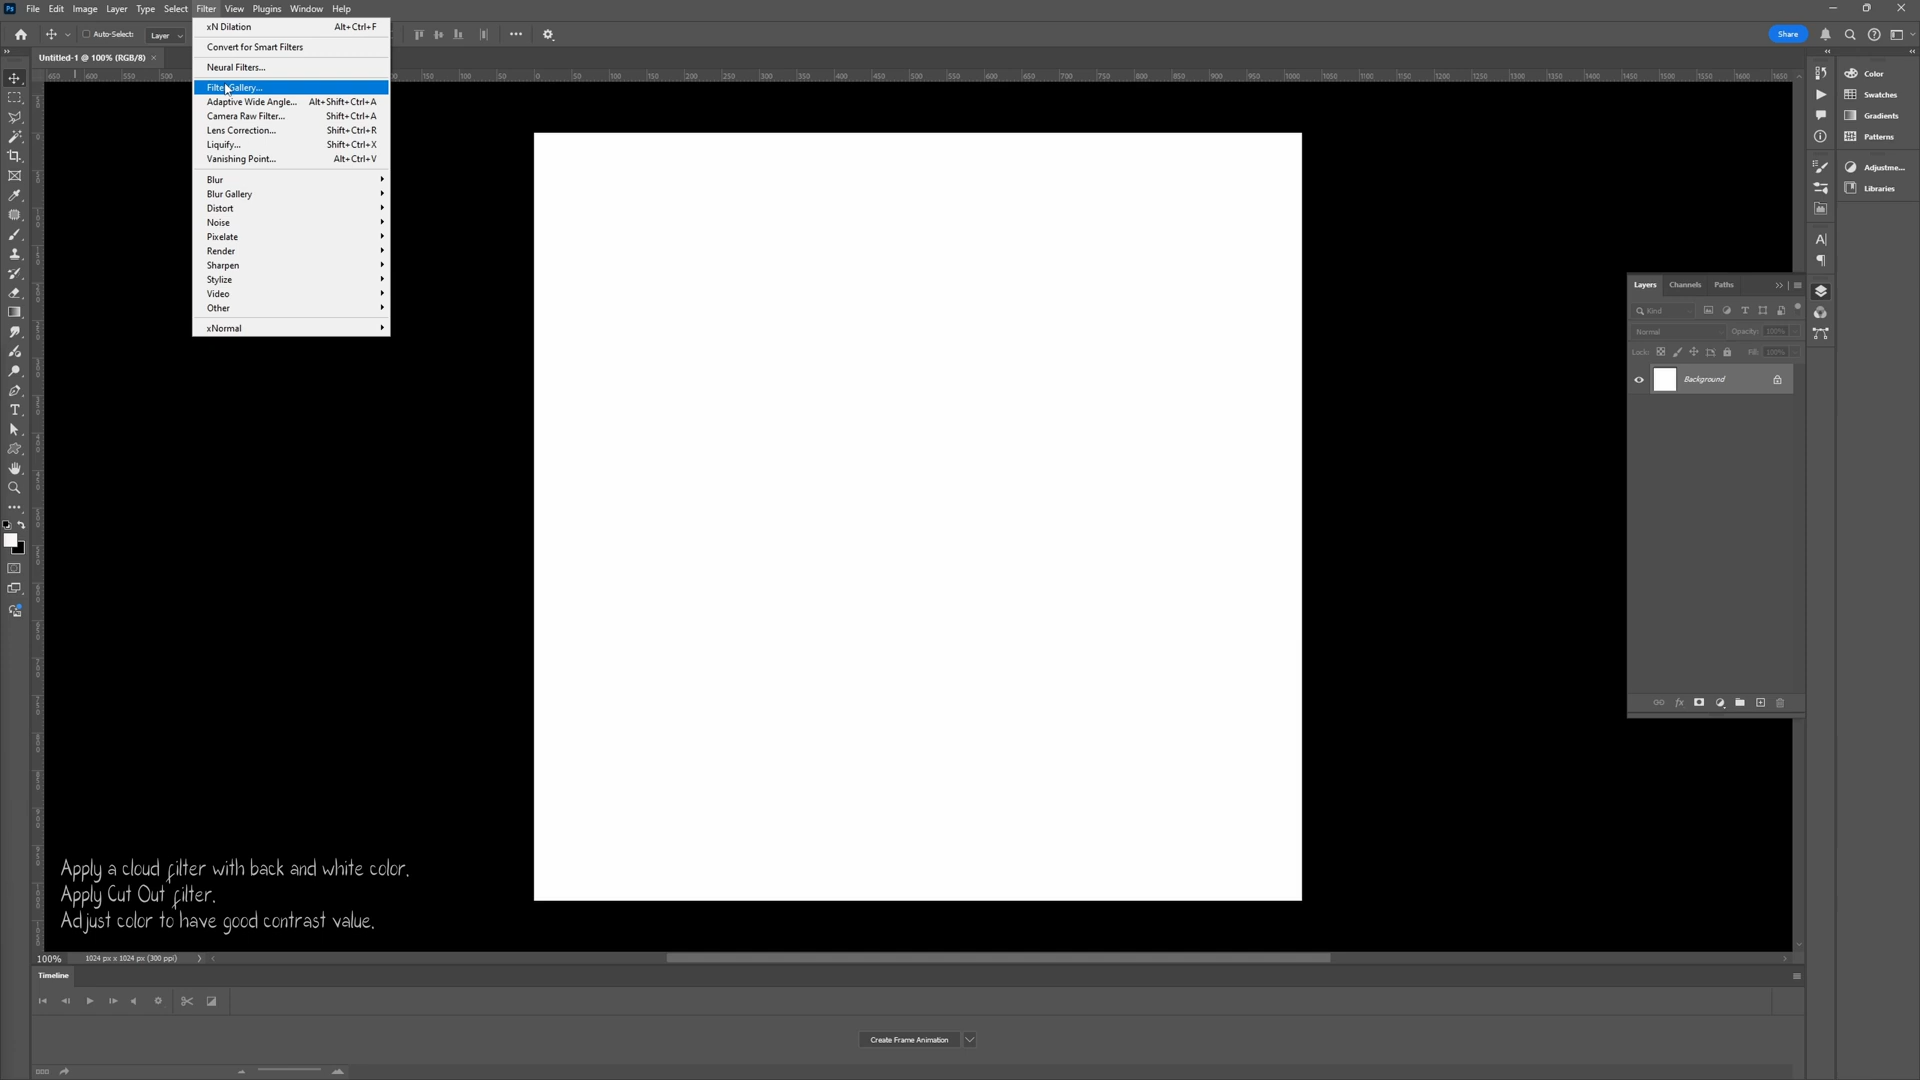 Ps File Edit Image Layer Type Select Filter View Plugins Window Help
Auto-Select: Layer Share
Untitled-1 @ 100% (RGB/8)
xN Dilation Alt+Ctrl+F
Convert for Smart Filters
Neural Filters...
Filter Gallery...
Adaptive Wide Angle... Alt+Shift+Ctrl+A
Camera Raw Filter... Shift+Ctrl+A
Lens Correction... Shift+Ctrl+R
Liquify... Shift+Ctrl+X
Vanishing Point... Alt+Ctrl+V
Blur
Blur Gallery
Distort
Noise
Pixelate
Render
Sharpen
Stylize
Video
Other
xNormal
Color
Swatches
Gradients
Patterns
Adjustme...
Libraries
Layers Channels Paths
Kind
Normal Opacity: 100%
Lock: Fill: 100%
Background
Apply a cloud filter with back and white color.
Apply Cut Out filter.
Adjust color to have good contrast value.
100% 1024 px x 1024 px (300 ppi)
Timeline
Create Frame Animation